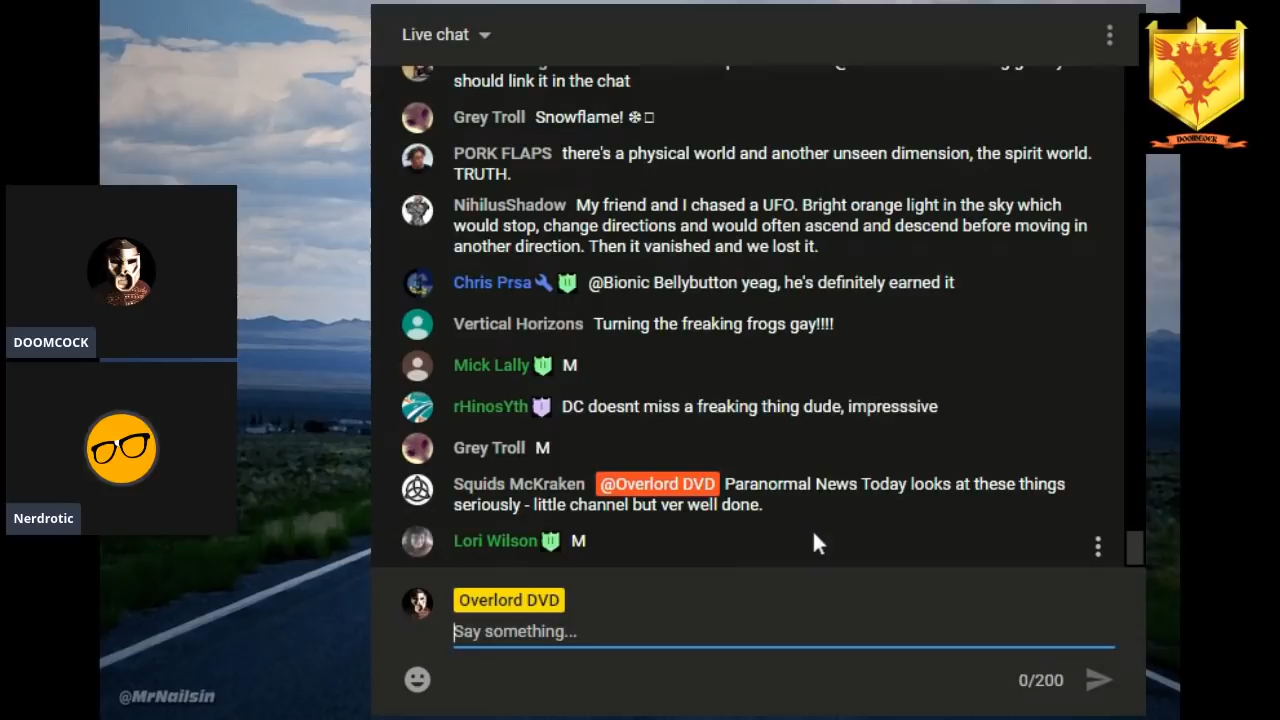 Live chat
should link it in the chat
Grey Troll Snowflame! ❄□
PORK FLAPS there's a physical world and another unseen dimension, the spirit world.
TRUTH.
NihilusShadow My friend and I chased a UFO. Bright orange light in the sky which
would stop, change directions and would often ascend and descend before moving in
another direction. Then it vanished and we lost it.
Chris Prsa @Bionic Bellybutton yeag, he's definitely earned it
Vertical Horizons Turning the freaking frogs gay!!!!
Mick Lally M
rHinosYth DC doesnt miss a freaking thing dude, impresssive
Grey Troll M
Squids McKraken @Overlord DVD Paranormal News Today looks at these things
seriously - little channel but ver well done.
Lori Wilson M
Overlord DVD
Say something...
0/200
DOOMCOCK
Nerdrotic
@MrNailsin
DOOMCOCK